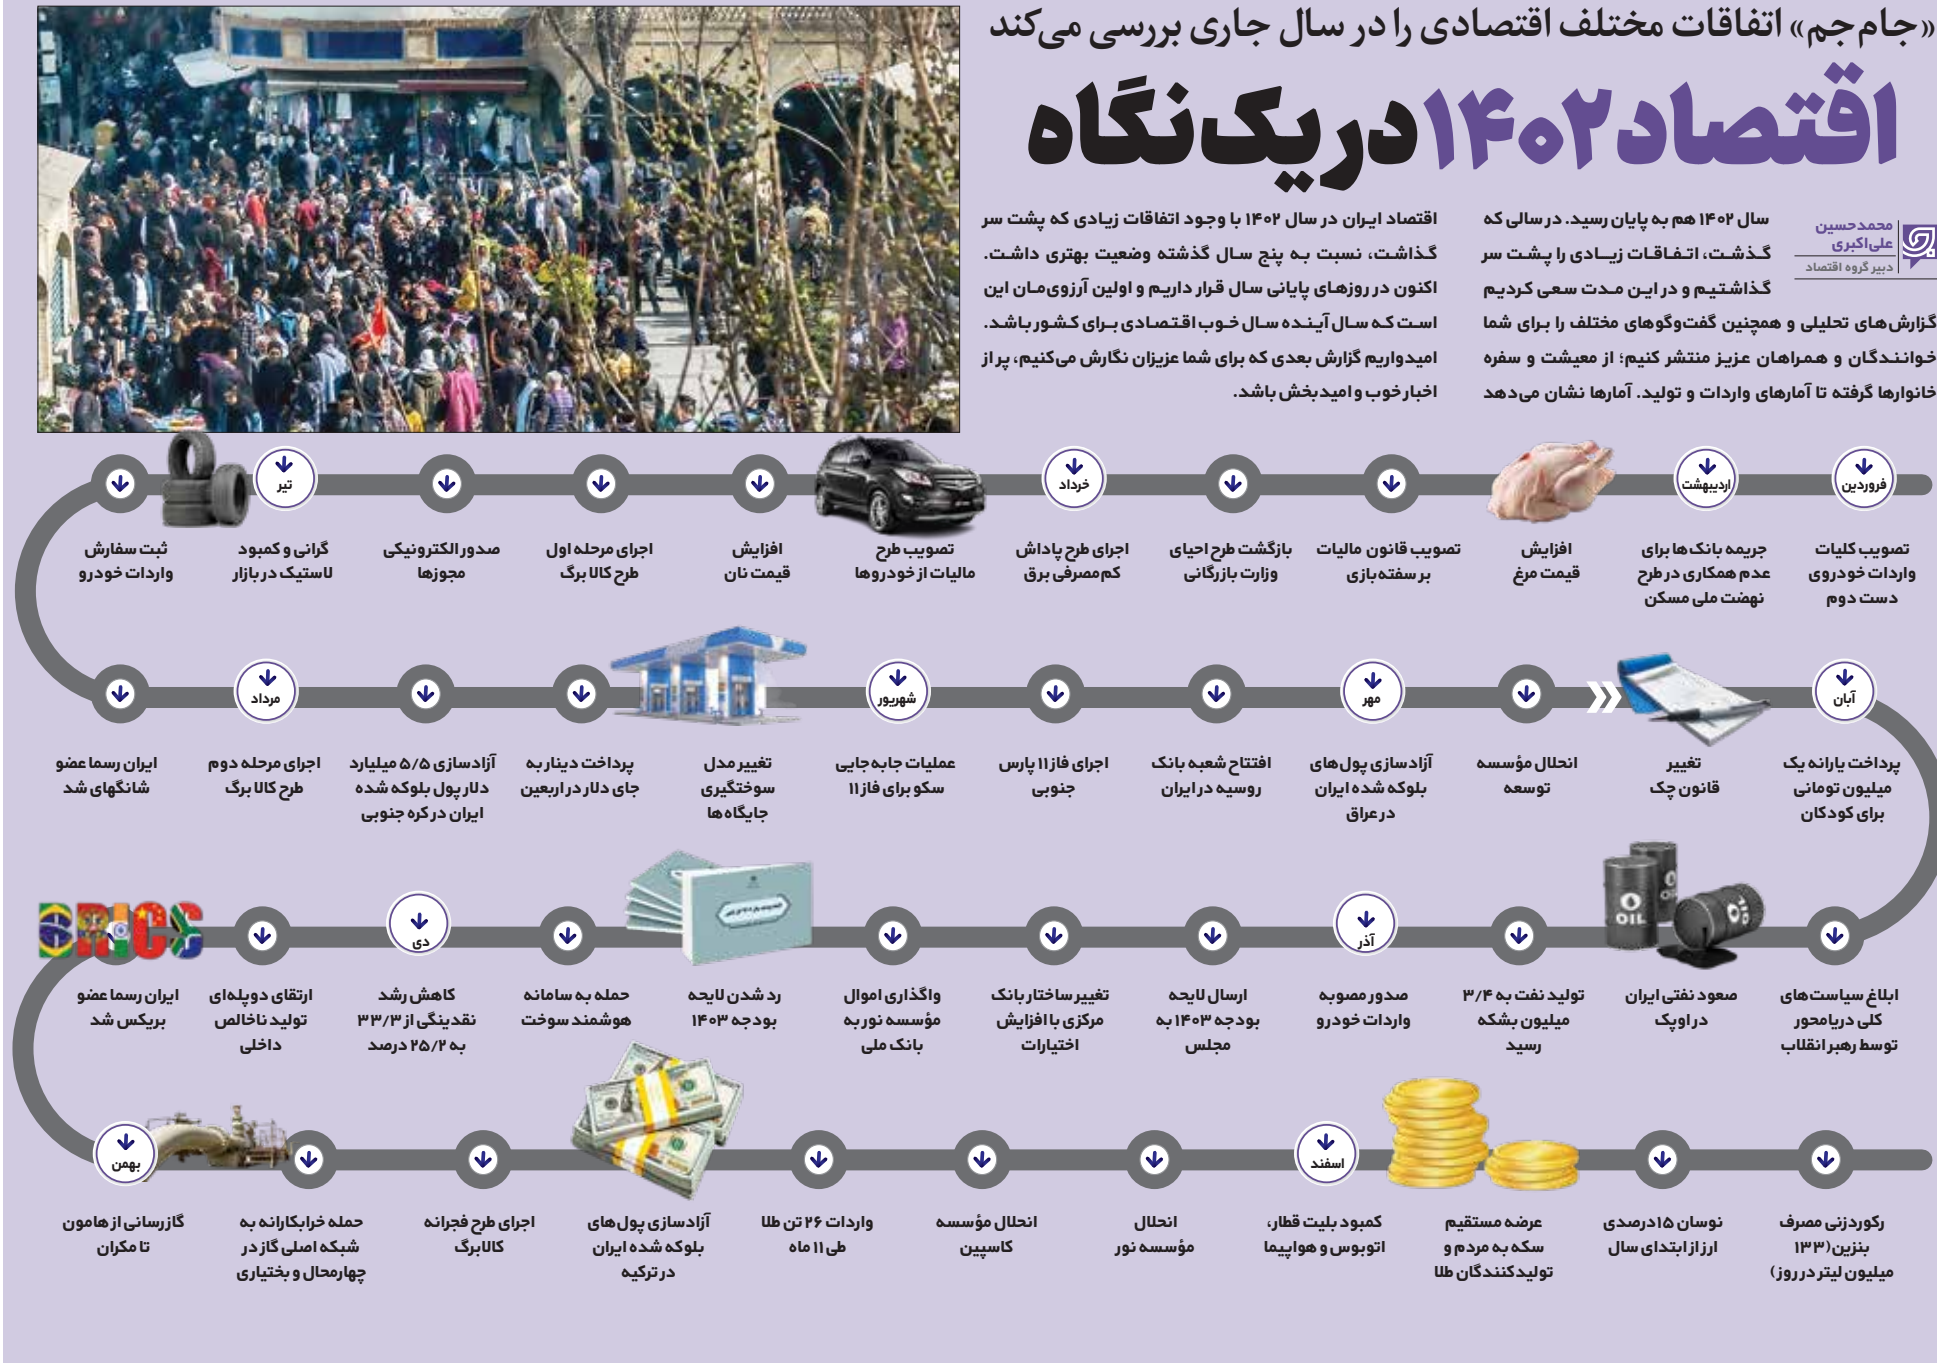 «جام‌جم» اتفاقات مختلف اقتصادی را در سال جاری بررسی می‌کند
اقتصاد ۱۴۰۲ در یک نگاه
محمدحسین
علی‌اکبری
دبیر گروه اقتصاد
سال ۱۴۰۲ هم به پایان رسید. در سالی که
گذشت، اتفاقات زیادی را پشت سر
گذاشتیم و در این مدت سعی کردیم
گزارش‌های تحلیلی و همچنین گفت‌وگوهای مختلف را برای شما
خوانندگان و همراهان عزیز منتشر کنیم؛ از معیشت و سفره
خانوارها گرفته تا آمارهای واردات و تولید. آمارها نشان می‌دهد
اقتصاد ایران در سال ۱۴۰۲ با وجود اتفاقات زیادی که پشت سر
گذاشت، نسبت به پنج سال گذشته وضعیت بهتری داشت.
اکنون در روزهای پایانی سال قرار داریم و اولین آرزوی‌مان این
است که سال آینده سال خوب اقتصادی برای کشور باشد.
امیدواریم گزارش بعدی که برای شما عزیزان نگارش می‌کنیم، پر از
اخبار خوب و امیدبخش باشد.
فروردین
تصویب کلیات
واردات خودروی
دست دوم
اردیبهشت
جریمه بانک‌ها برای
عدم همکاری در طرح
نهضت ملی مسکن
افزایش
قیمت مرغ
تصویب قانون مالیات
بر سفته‌بازی
بازگشت طرح احیای
وزارت بازرگانی
خرداد
اجرای طرح پاداش
کم‌مصرفی برق
تصویب طرح
مالیات از خودروها
افزایش
قیمت نان
اجرای مرحله اول
طرح کالابرگ
صدور الکترونیکی
مجوزها
تیر
گرانی و کمبود
لاستیک در بازار
ثبت سفارش
واردات خودرو
ایران رسما عضو
شانگهای شد
مرداد
اجرای مرحله دوم
طرح کالابرگ
آزادسازی ۵/۵ میلیارد
دلار پول بلوکه شده
ایران در کره جنوبی
پرداخت دینار به
جای دلار در اربعین
تغییر مدل
سوختگیری
جایگاه‌ها
شهریور
عملیات جابه‌جایی
سکو برای فاز ۱۱
اجرای فاز ۱۱ پارس
جنوبی
افتتاح شعبه بانک
روسیه در ایران
مهر
آزادسازی پول‌های
بلوکه شده ایران
در عراق
انحلال مؤسسه
توسعه
تغییر
قانون چک
آبان
پرداخت یارانه یک
میلیون تومانی
برای کودکان
ابلاغ سیاست‌های
کلی دریامحور
توسط رهبر انقلاب
OIL
OIL
صعود نفتی ایران
در اوپک
تولید نفت به ۳/۴
میلیون بشکه
رسید
آذر
صدور مصوبه
واردات خودرو
ارسال لایحه
بودجه ۱۴۰۳ به
مجلس
تغییر ساختار بانک
مرکزی با افزایش
اختیارات
واگذاری اموال
مؤسسه نور به
بانک ملی
رد شدن لایحه
بودجه ۱۴۰۳
حمله به سامانه
هوشمند سوخت
دی
کاهش رشد
نقدینگی از ۳۳/۳
به ۲۵/۲ درصد
ارتقای دوپله‌ای
تولید ناخالص
داخلی
BRICS
ایران رسما عضو
بریکس شد
بهمن
گازرسانی از هامون
تا مکران
حمله خرابکارانه به
شبکه اصلی گاز در
چهارمحال و بختیاری
اجرای طرح فجرانه
کالابرگ
آزادسازی پول‌های
بلوکه شده ایران
در ترکیه
واردات ۲۶ تن طلا
طی ۱۱ ماه
انحلال مؤسسه
کاسپین
انحلال
مؤسسه نور
اسفند
کمبود بلیت قطار،
اتوبوس و هواپیما
عرضه مستقیم
سکه به مردم و
تولیدکنندگان طلا
نوسان ۱۵درصدی
ارز از ابتدای سال
رکوردزنی مصرف
بنزین (۱۳۳
میلیون لیتر در روز)